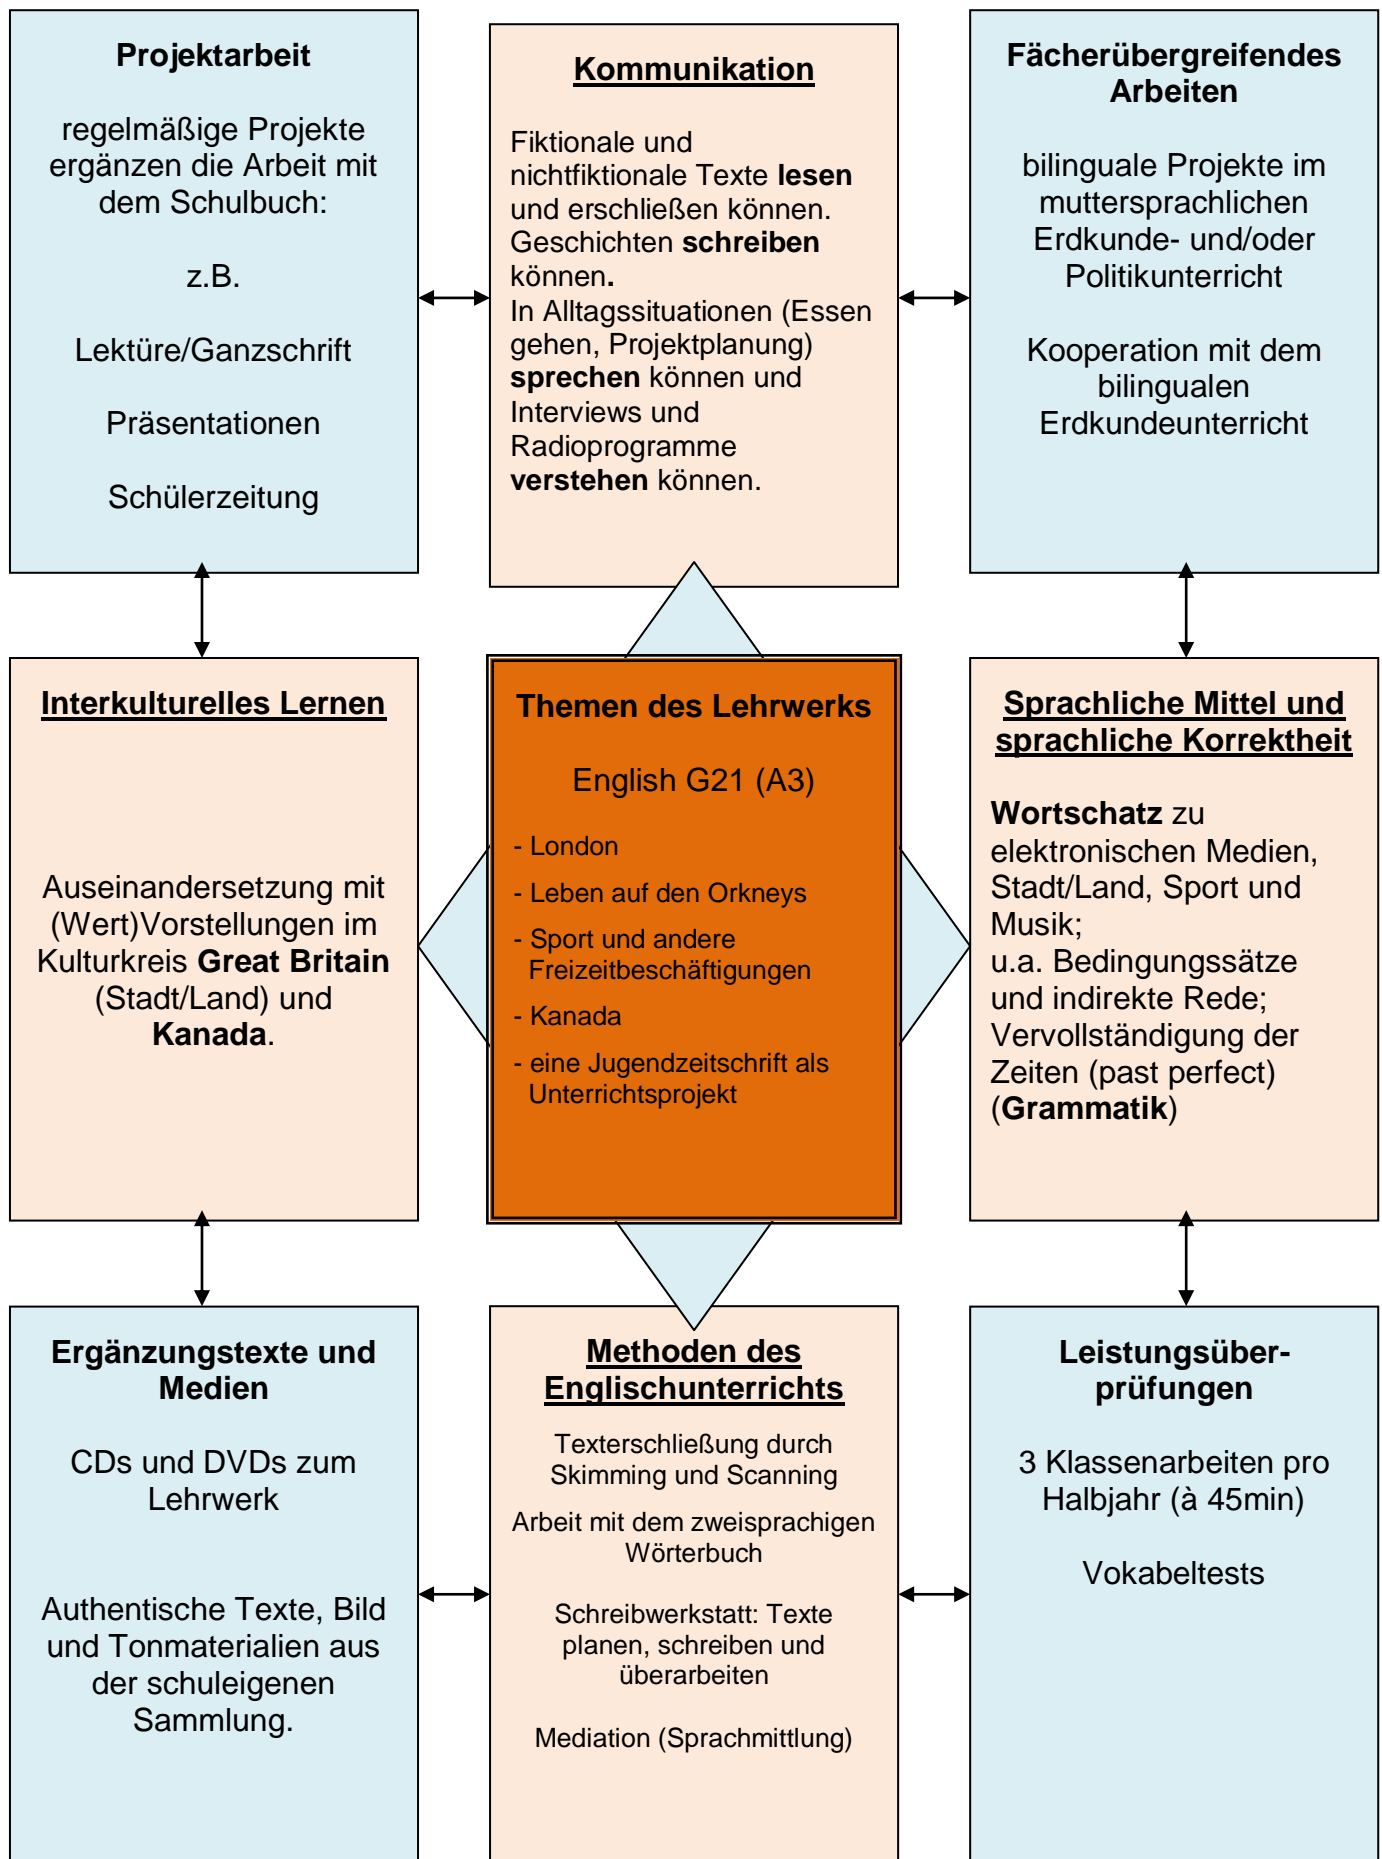 Projektarbeit
regelmäßige Projekte
ergänzen die Arbeit mit
dem Schulbuch:
z.B.
Lektüre/Ganzschrift
Präsentationen
Schülerzeitung
Kommunikation
Fiktionale und
nichtfiktionale Texte lesen
und erschließen können.
Geschichten schreiben
können.
In Alltagssituationen (Essen
gehen, Projektplanung)
sprechen können und
Interviews und
Radioprogramme
verstehen können.
Fächerübergreifendes
Arbeiten
bilinguale Projekte im
muttersprachlichen
Erdkunde- und/oder
Politikunterricht
Kooperation mit dem
bilingualen
Erdkundeunterricht
Interkulturelles Lernen
Auseinandersetzung mit
(Wert)Vorstellungen im
Kulturkreis Great Britain
(Stadt/Land) und
Kanada.
Themen des Lehrwerks
English G21 (A3)
- London
- Leben auf den Orkneys
- Sport und andere
Freizeitbeschäftigungen
- Kanada
- eine Jugendzeitschrift als
Unterrichtsprojekt
Sprachliche Mittel und
sprachliche Korrektheit
Wortschatz zu
elektronischen Medien,
Stadt/Land, Sport und
Musik;
u.a. Bedingungssätze
und indirekte Rede;
Vervollständigung der
Zeiten (past perfect)
(Grammatik)
Ergänzungstexte und
Medien
CDs und DVDs zum
Lehrwerk
Authentische Texte, Bild
und Tonmaterialien aus
der schuleigenen
Sammlung.
Methoden des
Englischunterrichts
Texterschließung durch
Skimming und Scanning
Arbeit mit dem zweisprachigen
Wörterbuch
Schreibwerkstatt: Texte
planen, schreiben und
überarbeiten
Mediation (Sprachmittlung)
Leistungsüber-
prüfungen
3 Klassenarbeiten pro
Halbjahr (à 45min)
Vokabeltests